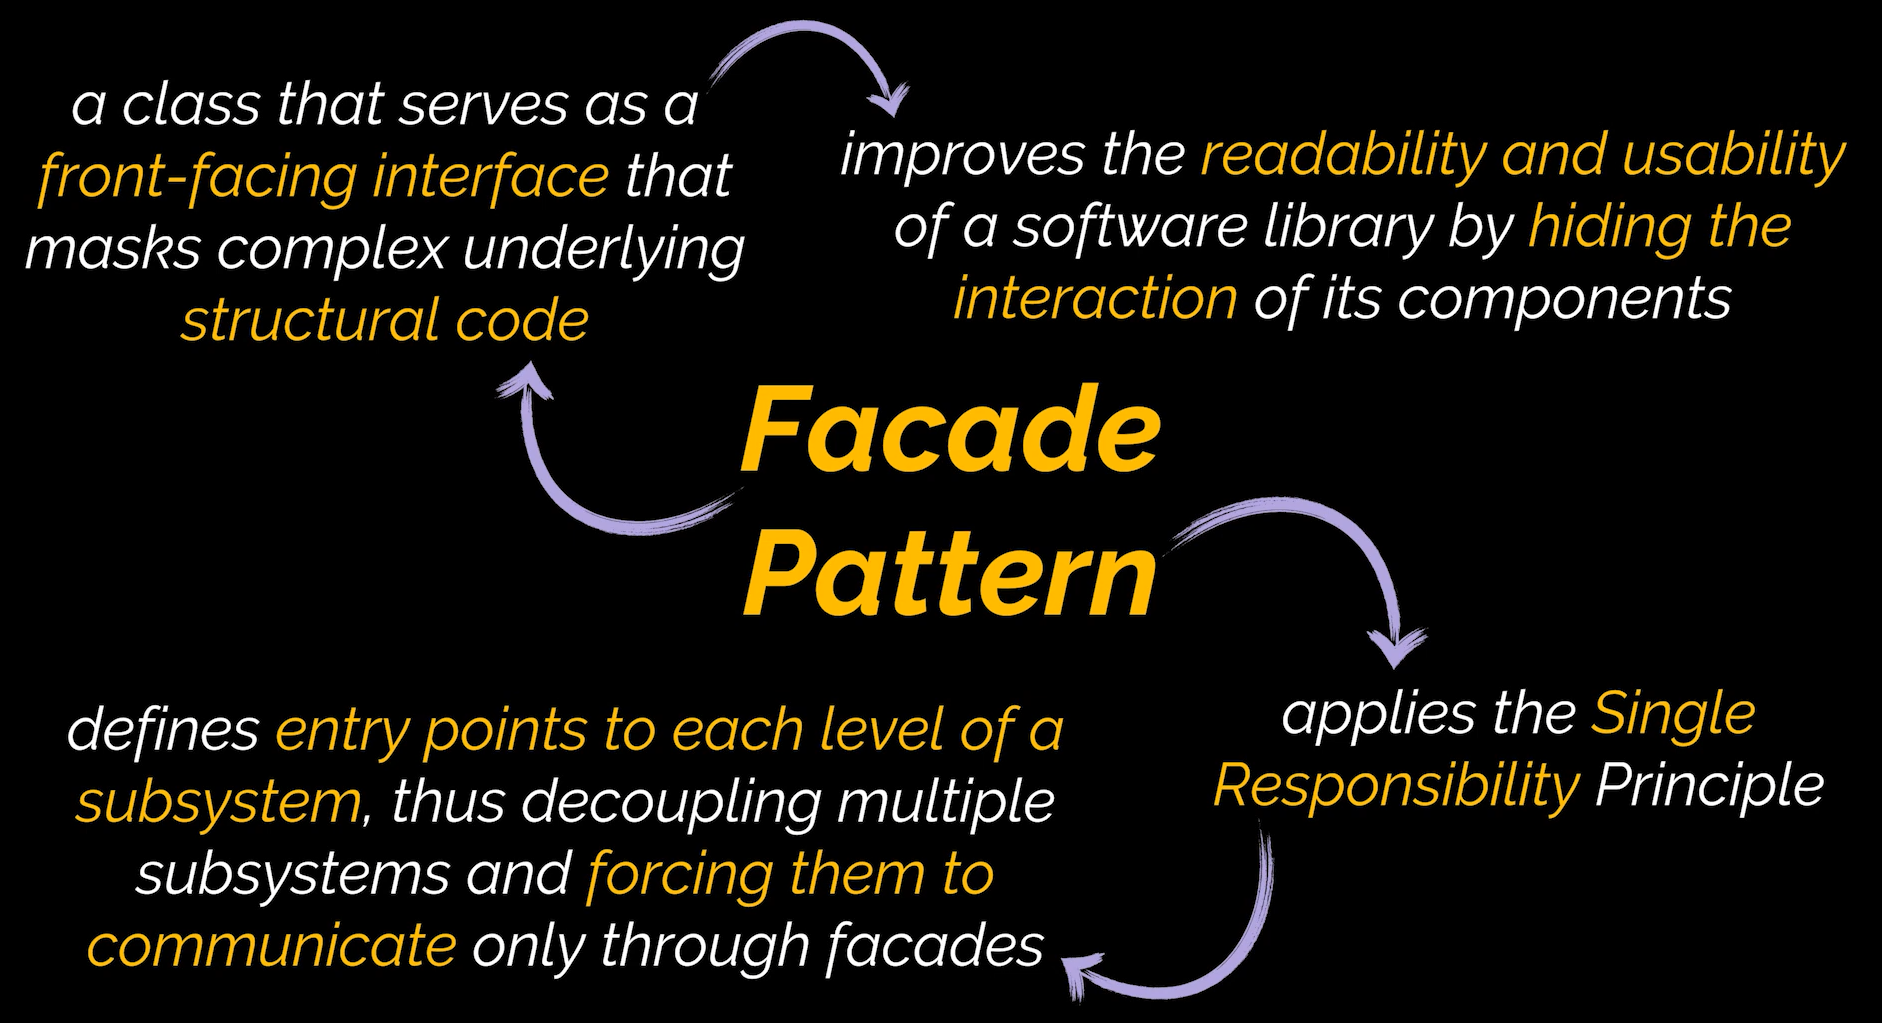 a class that serves as a
front-facing interface that
masks complex underlying
structural code
improves the readability and usability
of a software library by hiding the
interaction of its components
Facade
Pattern
applies the Single
Responsibility Principle
defines entry points to each level of a
subsystem, thus decoupling multiple
subsystems and forcing them to
communicate only through facades